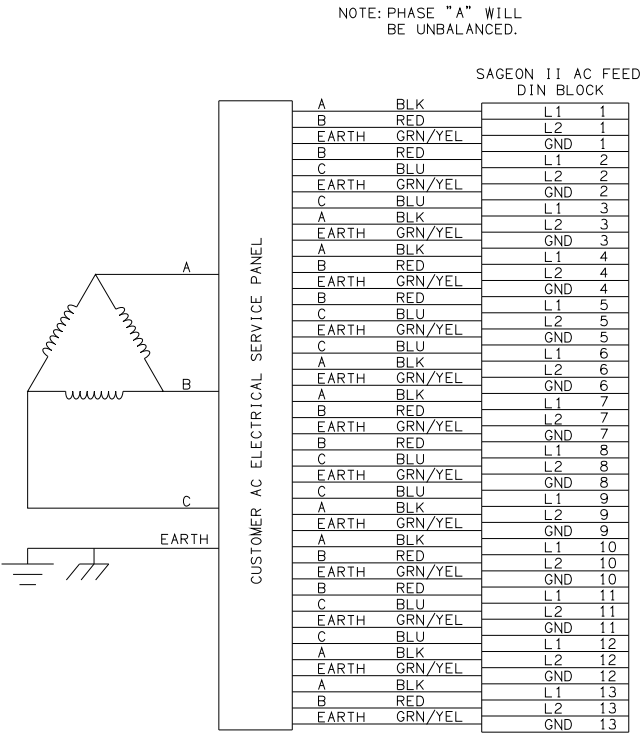 NOTE: PHASE "A" WILL
BE UNBALANCED.
SAGEON II AC FEED
DIN BLOCK
A BLK L1 1
B RED L2 1
EARTH GRN/YEL GND 1
B RED L1 2
C BLU L2 2
EARTH GRN/YEL GND 2
C BLU L1 3
A BLK L2 3
EARTH GRN/YEL GND 3
A BLK L1 4
B RED L2 4
EARTH GRN/YEL GND 4
B RED L1 5
C BLU L2 5
EARTH GRN/YEL GND 5
C BLU L1 6
A BLK L2 6
EARTH GRN/YEL GND 6
A BLK L1 7
B RED L2 7
EARTH GRN/YEL GND 7
B RED L1 8
C BLU L2 8
EARTH GRN/YEL GND 8
C BLU L1 9
A BLK L2 9
EARTH GRN/YEL GND 9
A BLK L1 10
B RED L2 10
EARTH GRN/YEL GND 10
B RED L1 11
C BLU L2 11
EARTH GRN/YEL GND 11
C BLU L1 12
A BLK L2 12
EARTH GRN/YEL GND 12
A BLK L1 13
B RED L2 13
EARTH GRN/YEL GND 13
CUSTOMER AC ELECTRICAL SERVICE PANEL
A
B
C
EARTH